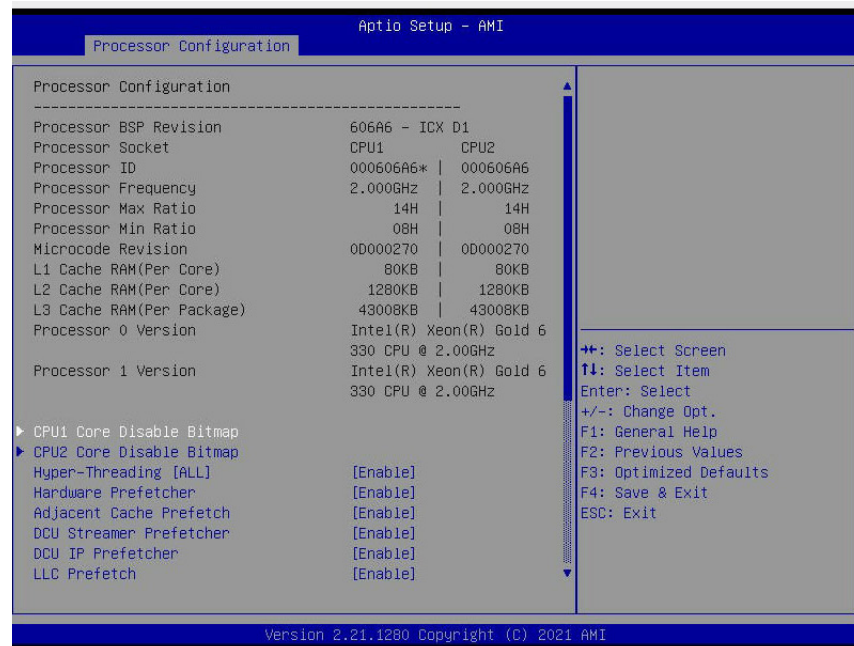 Aptio Setup – AMI
Processor Configuration
Processor Configuration
--------------------------------------------------
Processor BSP Revision 606A6 – ICX D1
Processor Socket CPU1 CPU2
Processor ID 000606A6* | 000606A6
Processor Frequency 2.000GHz | 2.000GHz
Processor Max Ratio 14H | 14H
Processor Min Ratio 08H | 08H
Microcode Revision 0D000270 | 0D000270
L1 Cache RAM(Per Core) 80KB | 80KB
L2 Cache RAM(Per Core) 1280KB | 1280KB
L3 Cache RAM(Per Package) 43008KB | 43008KB
Processor 0 Version Intel(R) Xeon(R) Gold 6
330 CPU @ 2.00GHz
Processor 1 Version Intel(R) Xeon(R) Gold 6
330 CPU @ 2.00GHz
CPU1 Core Disable Bitmap
CPU2 Core Disable Bitmap
Hyper-Threading [ALL] [Enable]
Hardware Prefetcher [Enable]
Adjacent Cache Prefetch [Enable]
DCU Streamer Prefetcher [Enable]
DCU IP Prefetcher [Enable]
LLC Prefetch [Enable]
→←: Select Screen
↑↓: Select Item
Enter: Select
+/-: Change Opt.
F1: General Help
F2: Previous Values
F3: Optimized Defaults
F4: Save & Exit
ESC: Exit
Version 2.21.1280 Copyright (C) 2021 AMI